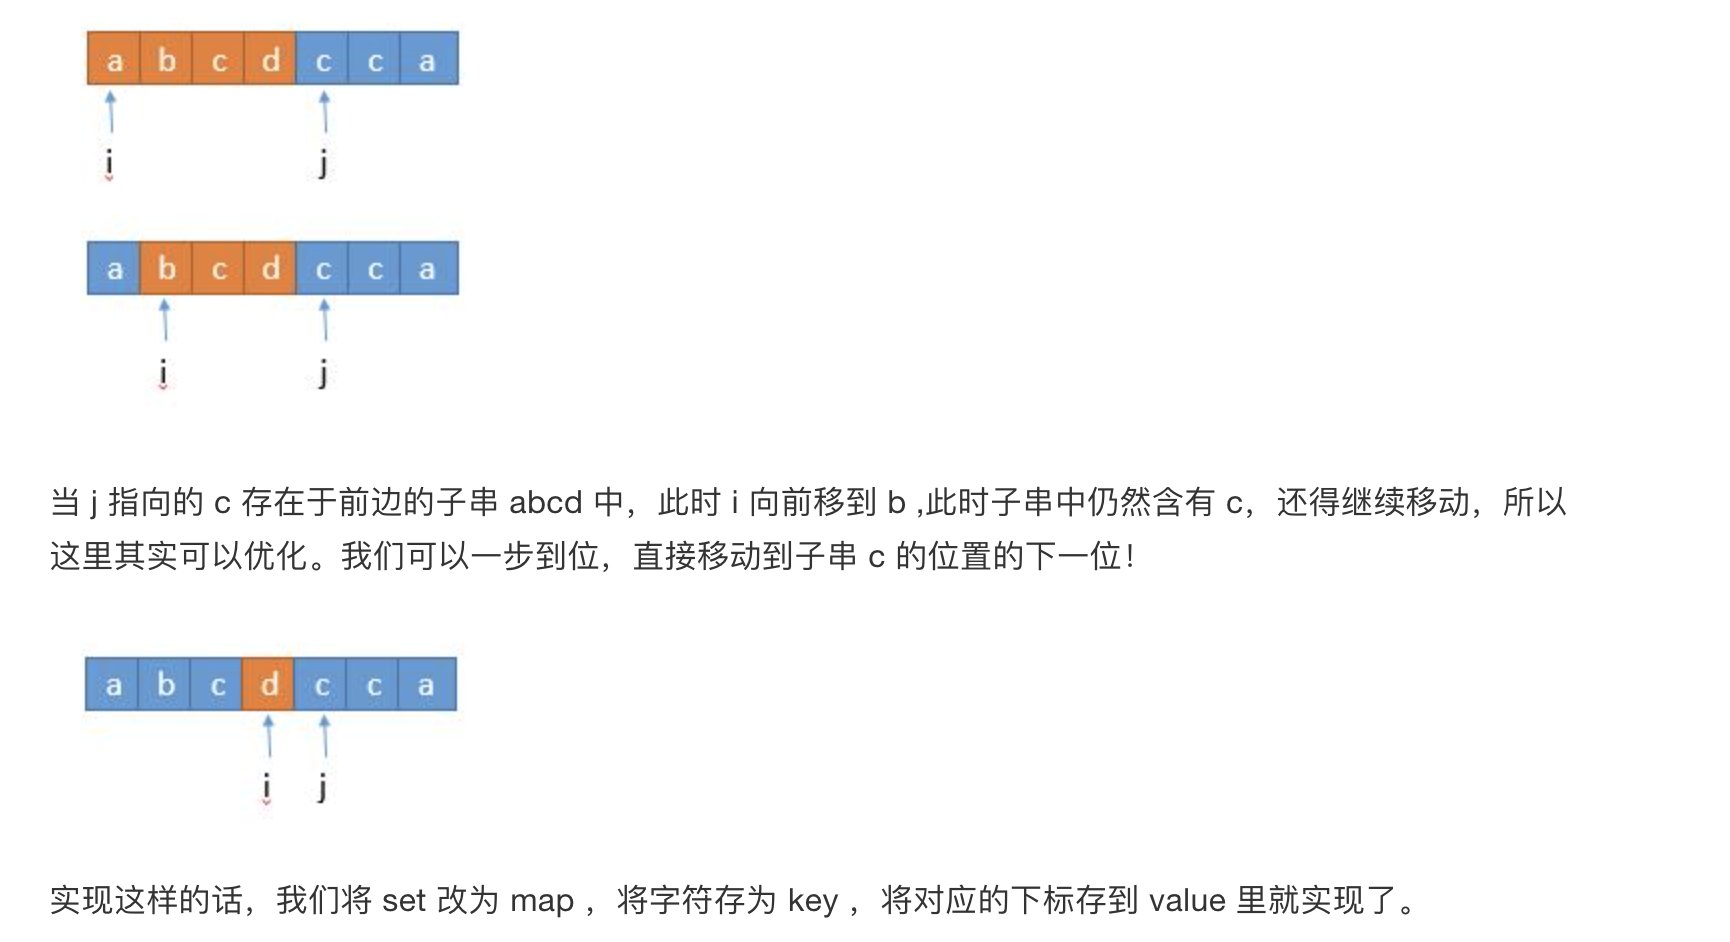 a b c d c c a
i j
a b c d c c a
i j
当 j 指向的 c 存在于前边的子串 abcd 中，此时 i 向前移到 b ,此时子串中仍然含有 c，还得继续移动，所以
这里其实可以优化。我们可以一步到位，直接移动到子串 c 的位置的下一位！
a b c d c c a
i j
实现这样的话，我们将 set 改为 map ，将字符存为 key ，将对应的下标存到 value 里就实现了。